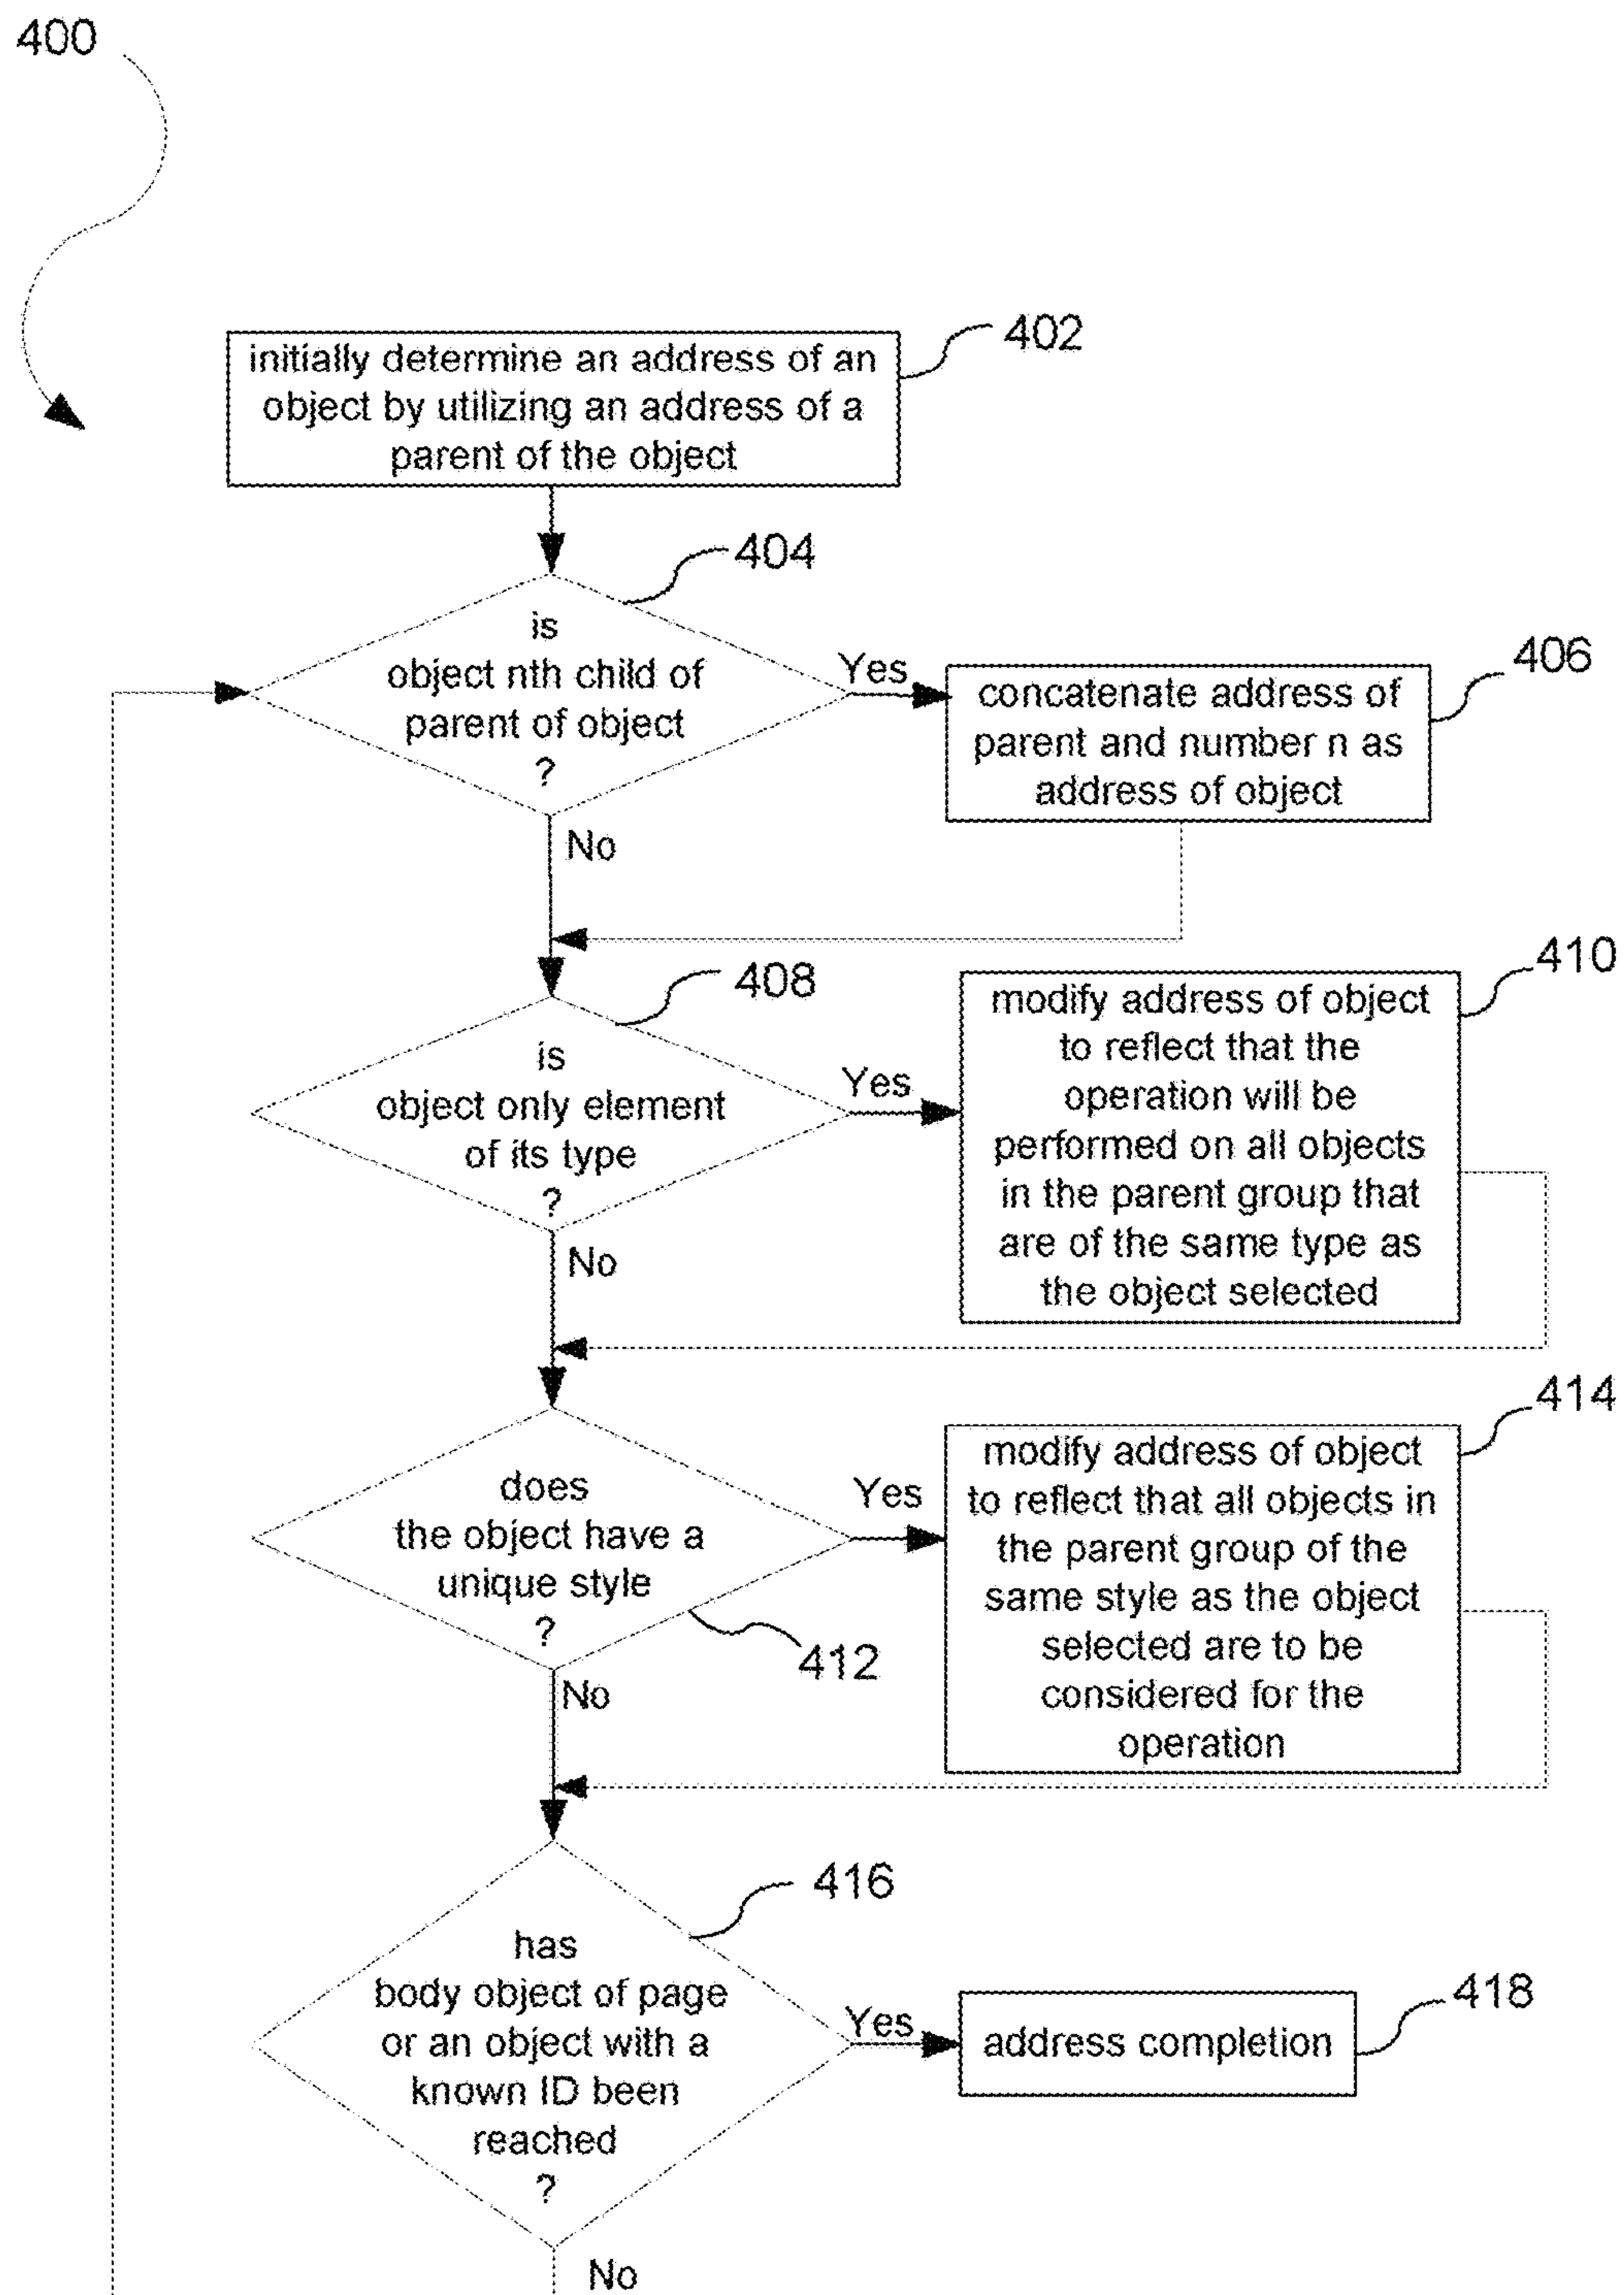 400
initially determine an address of an
object by utilizing an address of a
parent of the object
402
404
is
object nth child of
parent of object
?
Yes
406
concatenate address of
parent and number n as
address of object
No
408
is
object only element
of its type
?
Yes
410
modify address of object
to reflect that the
operation will be
performed on all objects
in the parent group that
are of the same type as
the object selected
No
does
the object have a
unique style
?
412
Yes
414
modify address of object
to reflect that all objects in
the parent group of the
same style as the object
selected are to be
considered for the
operation
No
416
has
body object of page
or an object with a
known ID been
reached
?
Yes
418
address completion
No